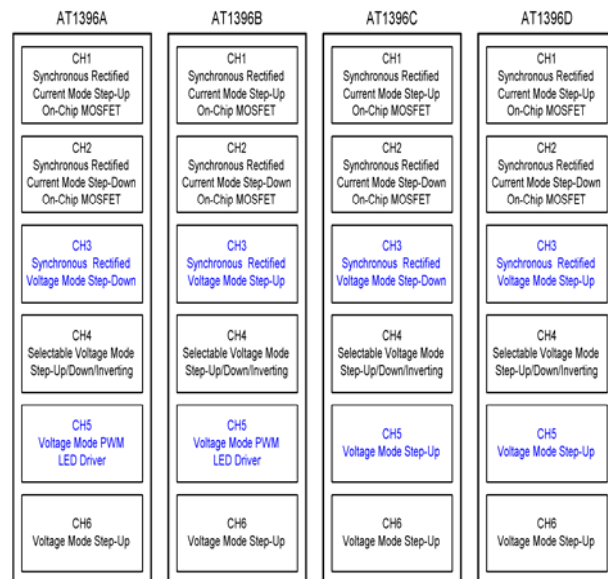 AT1396A
CH1
Synchronous Rectified
Current Mode Step-Up
On-Chip MOSFET
CH2
Synchronous Rectified
Current Mode Step-Down
On-Chip MOSFET
CH3
Synchronous Rectified
Voltage Mode Step-Down
CH4
Selectable Voltage Mode
Step-Up/Down/Inverting
CH5
Voltage Mode PWM
LED Driver
CH6
Voltage Mode Step-Up
AT1396B
CH1
Synchronous Rectified
Current Mode Step-Up
On-Chip MOSFET
CH2
Synchronous Rectified
Current Mode Step-Down
On-Chip MOSFET
CH3
Synchronous Rectified
Voltage Mode Step-Up
CH4
Selectable Voltage Mode
Step-Up/Down/Inverting
CH5
Voltage Mode PWM
LED Driver
CH6
Voltage Mode Step-Up
AT1396C
CH1
Synchronous Rectified
Current Mode Step-Up
On-Chip MOSFET
CH2
Synchronous Rectified
Current Mode Step-Down
On-Chip MOSFET
CH3
Synchronous Rectified
Voltage Mode Step-Down
CH4
Selectable Voltage Mode
Step-Up/Down/Inverting
CH5
Voltage Mode Step-Up
CH6
Voltage Mode Step-Up
AT1396D
CH1
Synchronous Rectified
Current Mode Step-Up
On-Chip MOSFET
CH2
Synchronous Rectified
Current Mode Step-Down
On-Chip MOSFET
CH3
Synchronous Rectified
Voltage Mode Step-Up
CH4
Selectable Voltage Mode
Step-Up/Down/Inverting
CH5
Voltage Mode Step-Up
CH6
Voltage Mode Step-Up